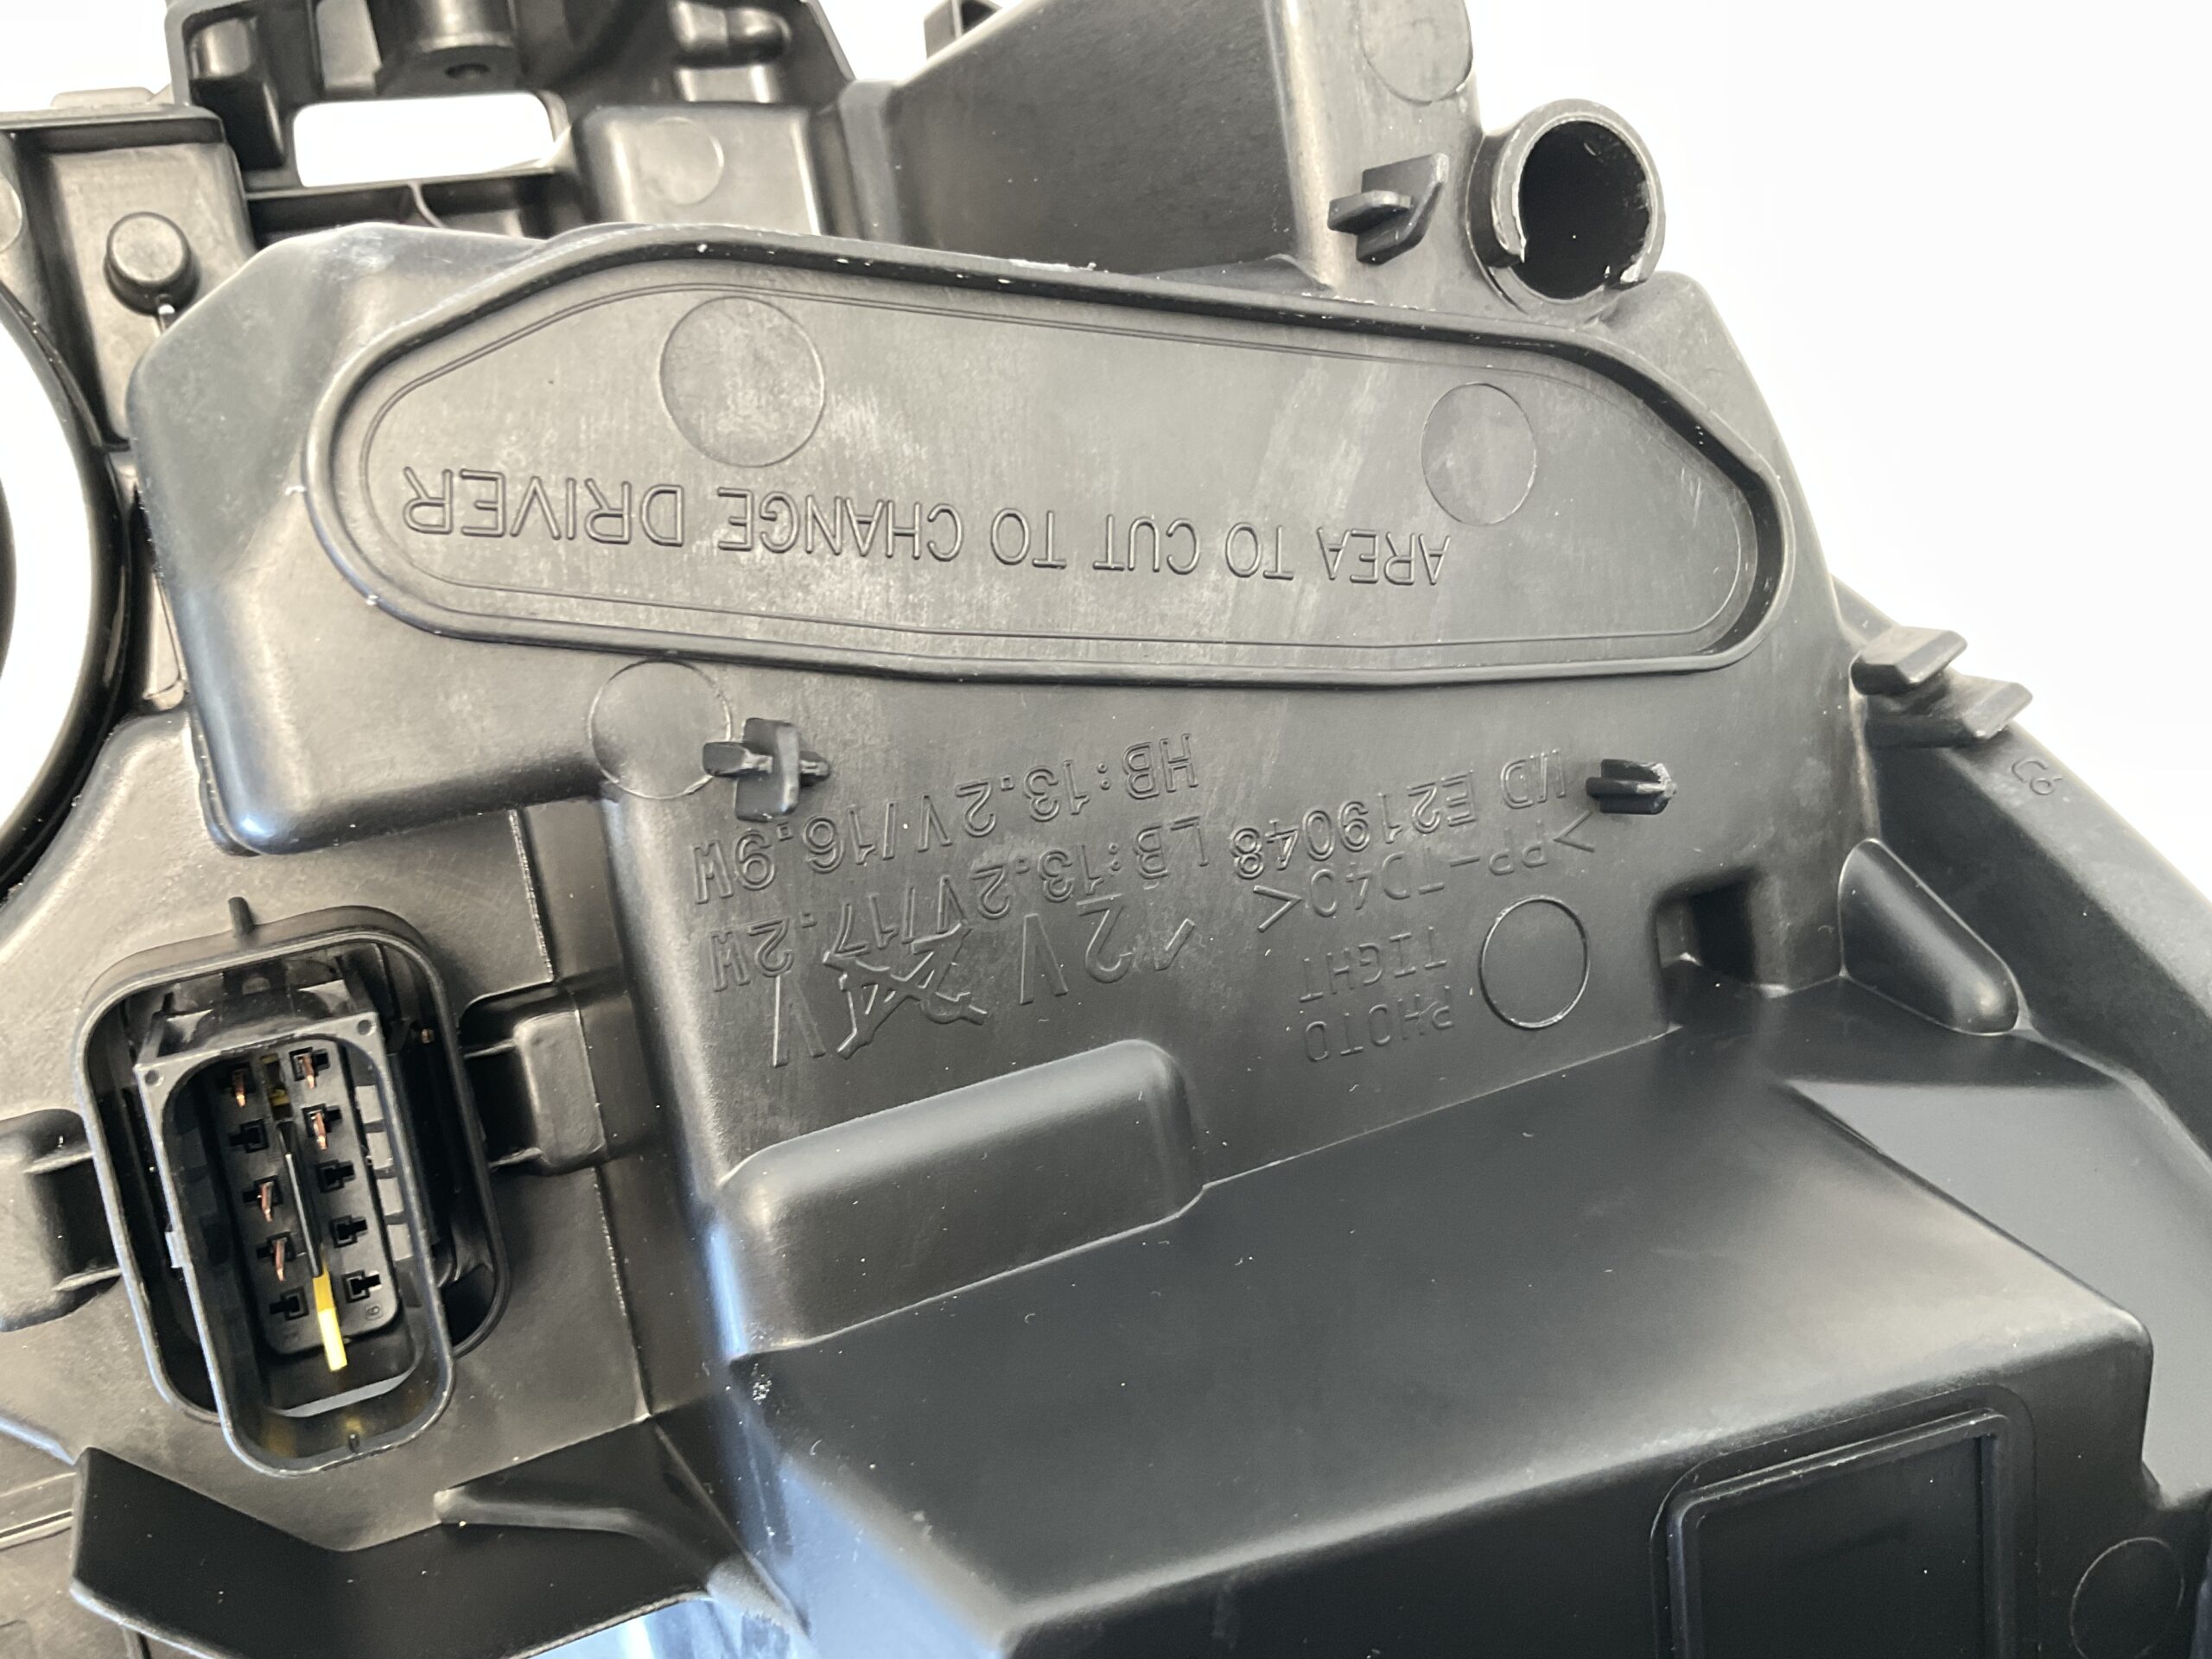 PHOTO
TIGHT
12V V
>PP-TD40<
MD E219048 LB:13.2V/17.2W
HB:13.2V/16.9W
AREA TO CUT TO CHANGE DRIVER